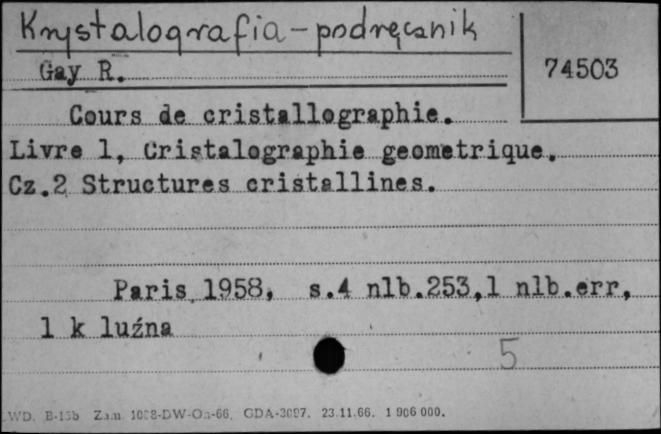 Krystalografia - podręcznik
Gay R.
74503
Cours de cristallographie.
Livre 1, Cristalographie geometrique.
Cz.2 Structures cristallines.
Paris 1958, s.4 nlb.253,1 nlb.err,
1 k luźna
5
WD. B-15b Zam. 1098-DW-Gn-66. GDA-3097. 23.11.66. 1 906 000.